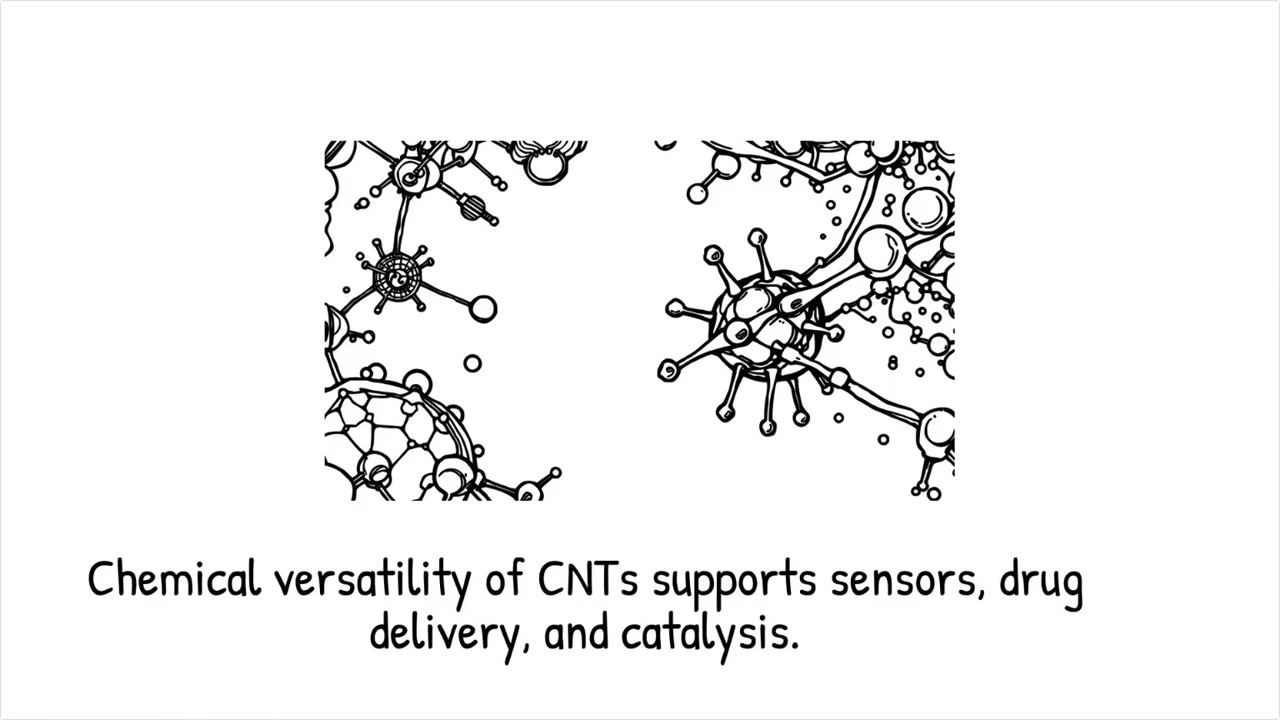 Chemical versatility of CNTs supports sensors, drug
delivery, and catalysis.